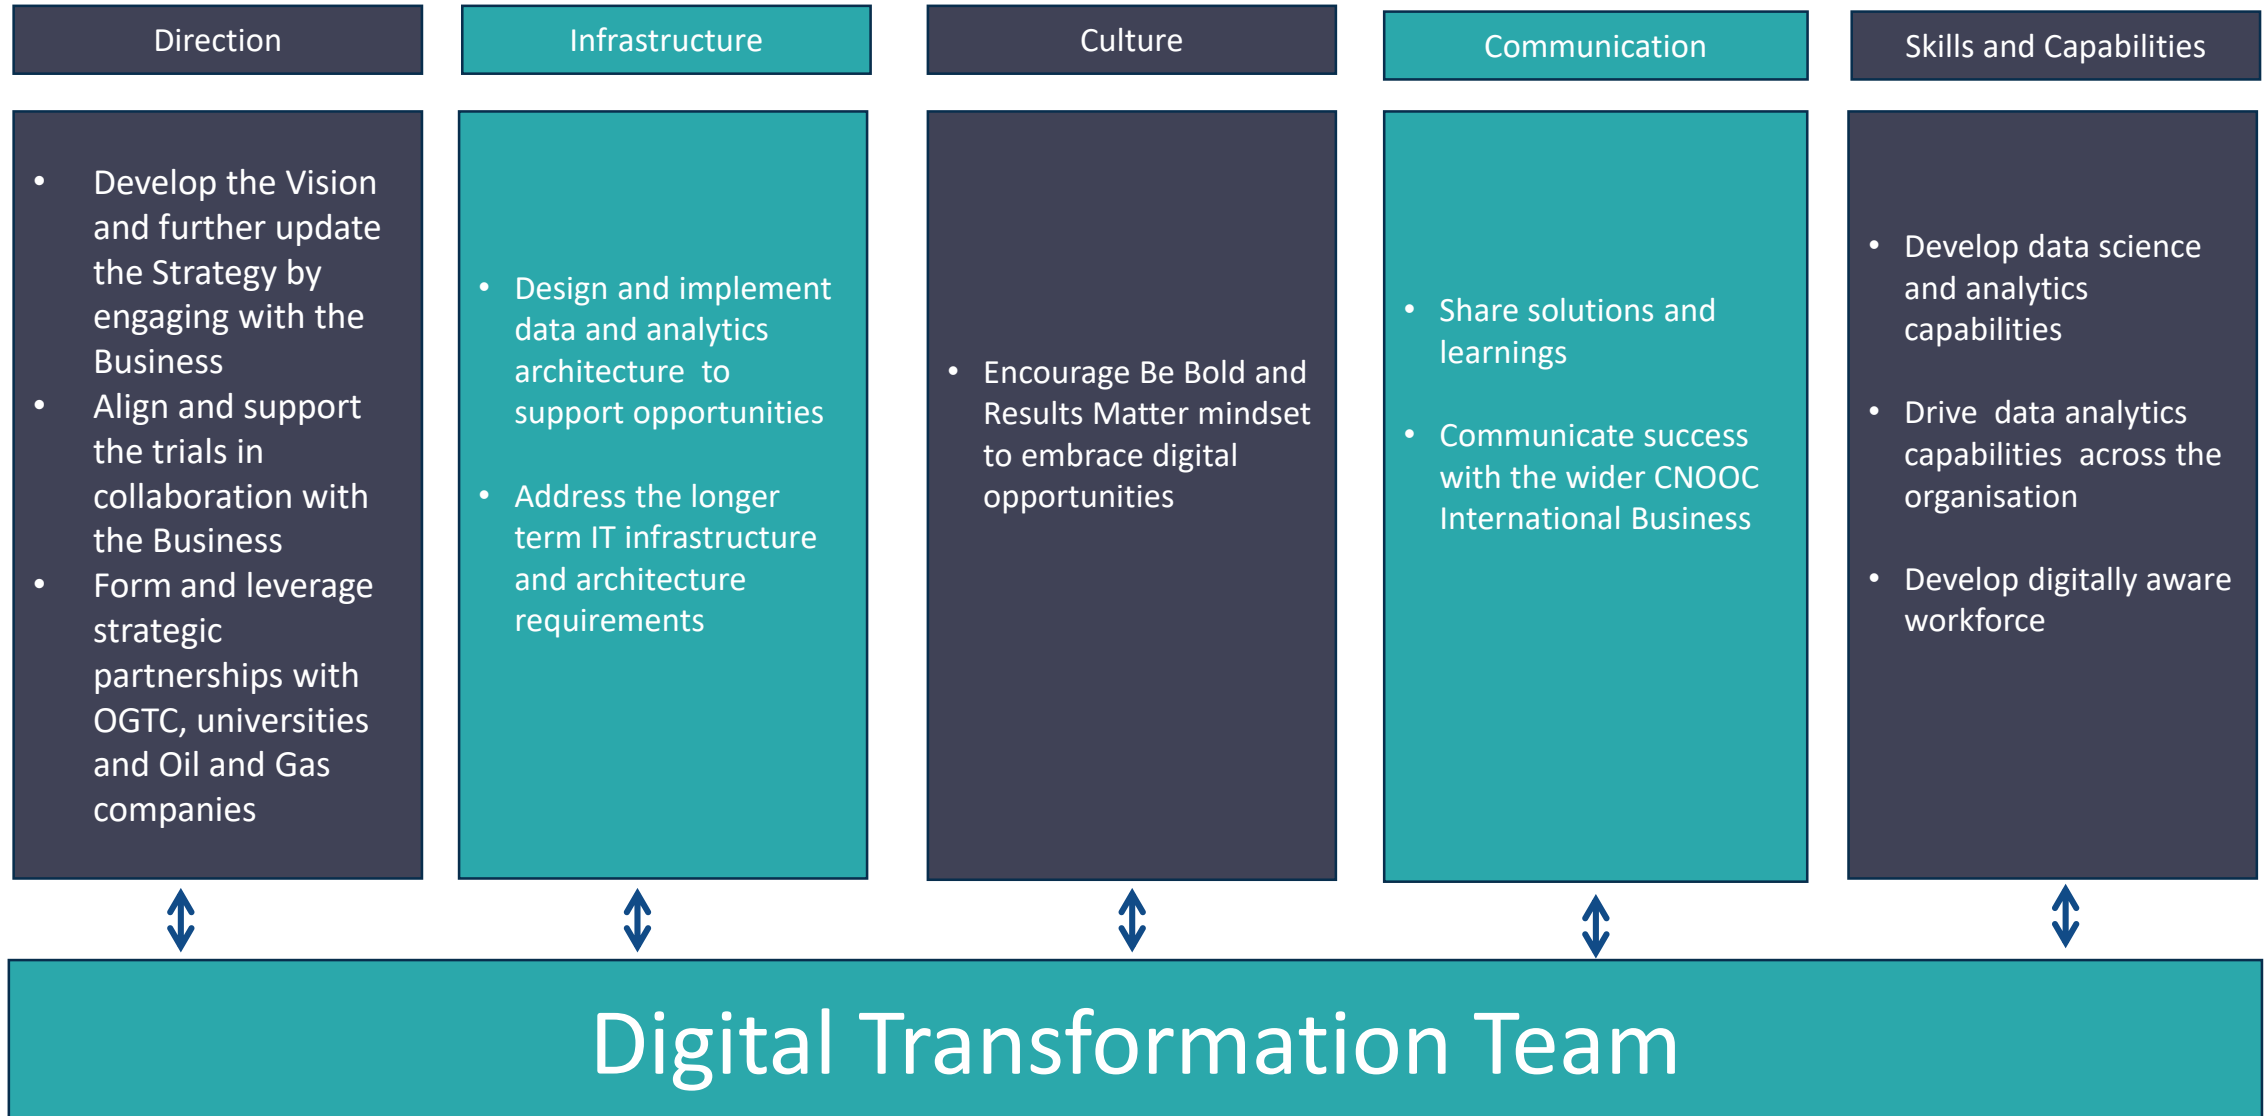 Direction
Infrastructure
Culture
Communication
Skills and Capabilities
• Develop the Vision
and further update
the Strategy by
engaging with the
Business
• Align and support
the trials in
collaboration with
the Business
• Form and leverage
strategic
partnerships with
OGTC, universities
and Oil and Gas
companies
• Design and implement
data and analytics
architecture to
support opportunities
• Address the longer
term IT infrastructure
and architecture
requirements
• Encourage Be Bold and
Results Matter mindset
to embrace digital
opportunities
• Share solutions and
learnings
• Communicate success
with the wider CNOOC
International Business
• Develop data science
and analytics
capabilities
• Drive data analytics
capabilities across the
organisation
• Develop digitally aware
workforce
Digital Transformation Team